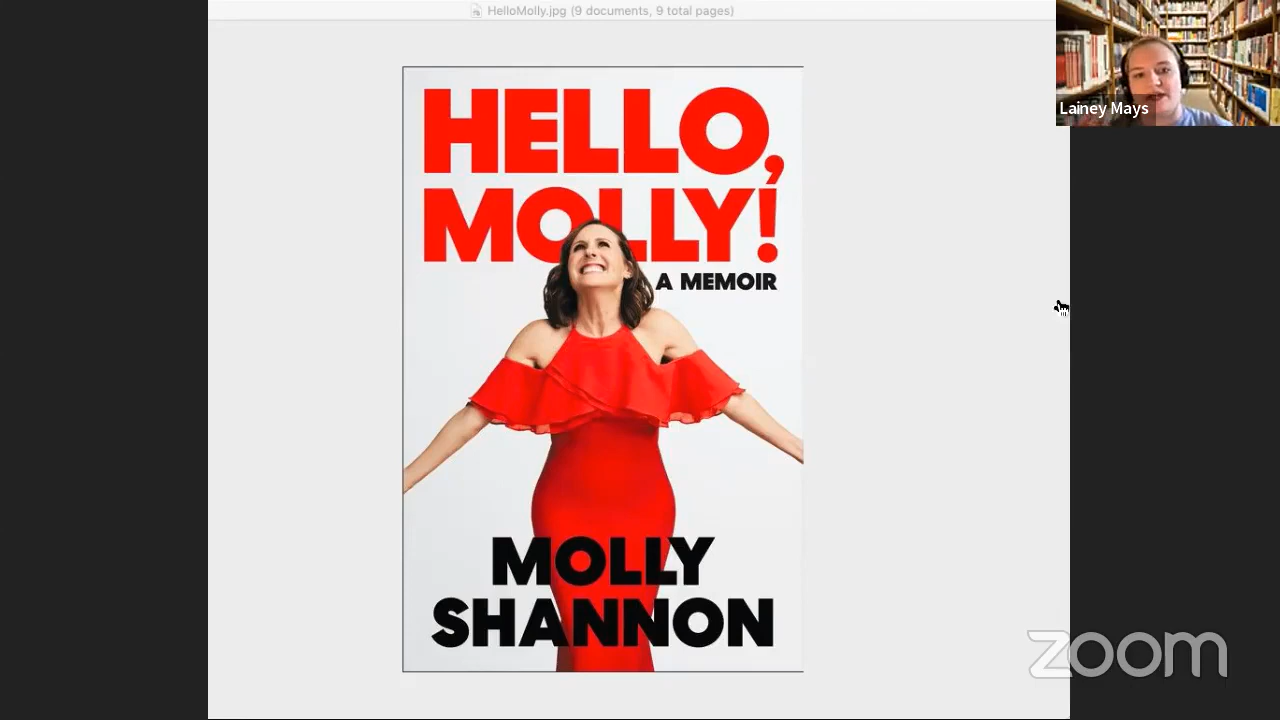 HelloMolly.jpg (9 documents, 9 total pages)
HELLO,
MOLLY!
A MEMOIR
MOLLY
SHANNON
Lainey Mays
zoom